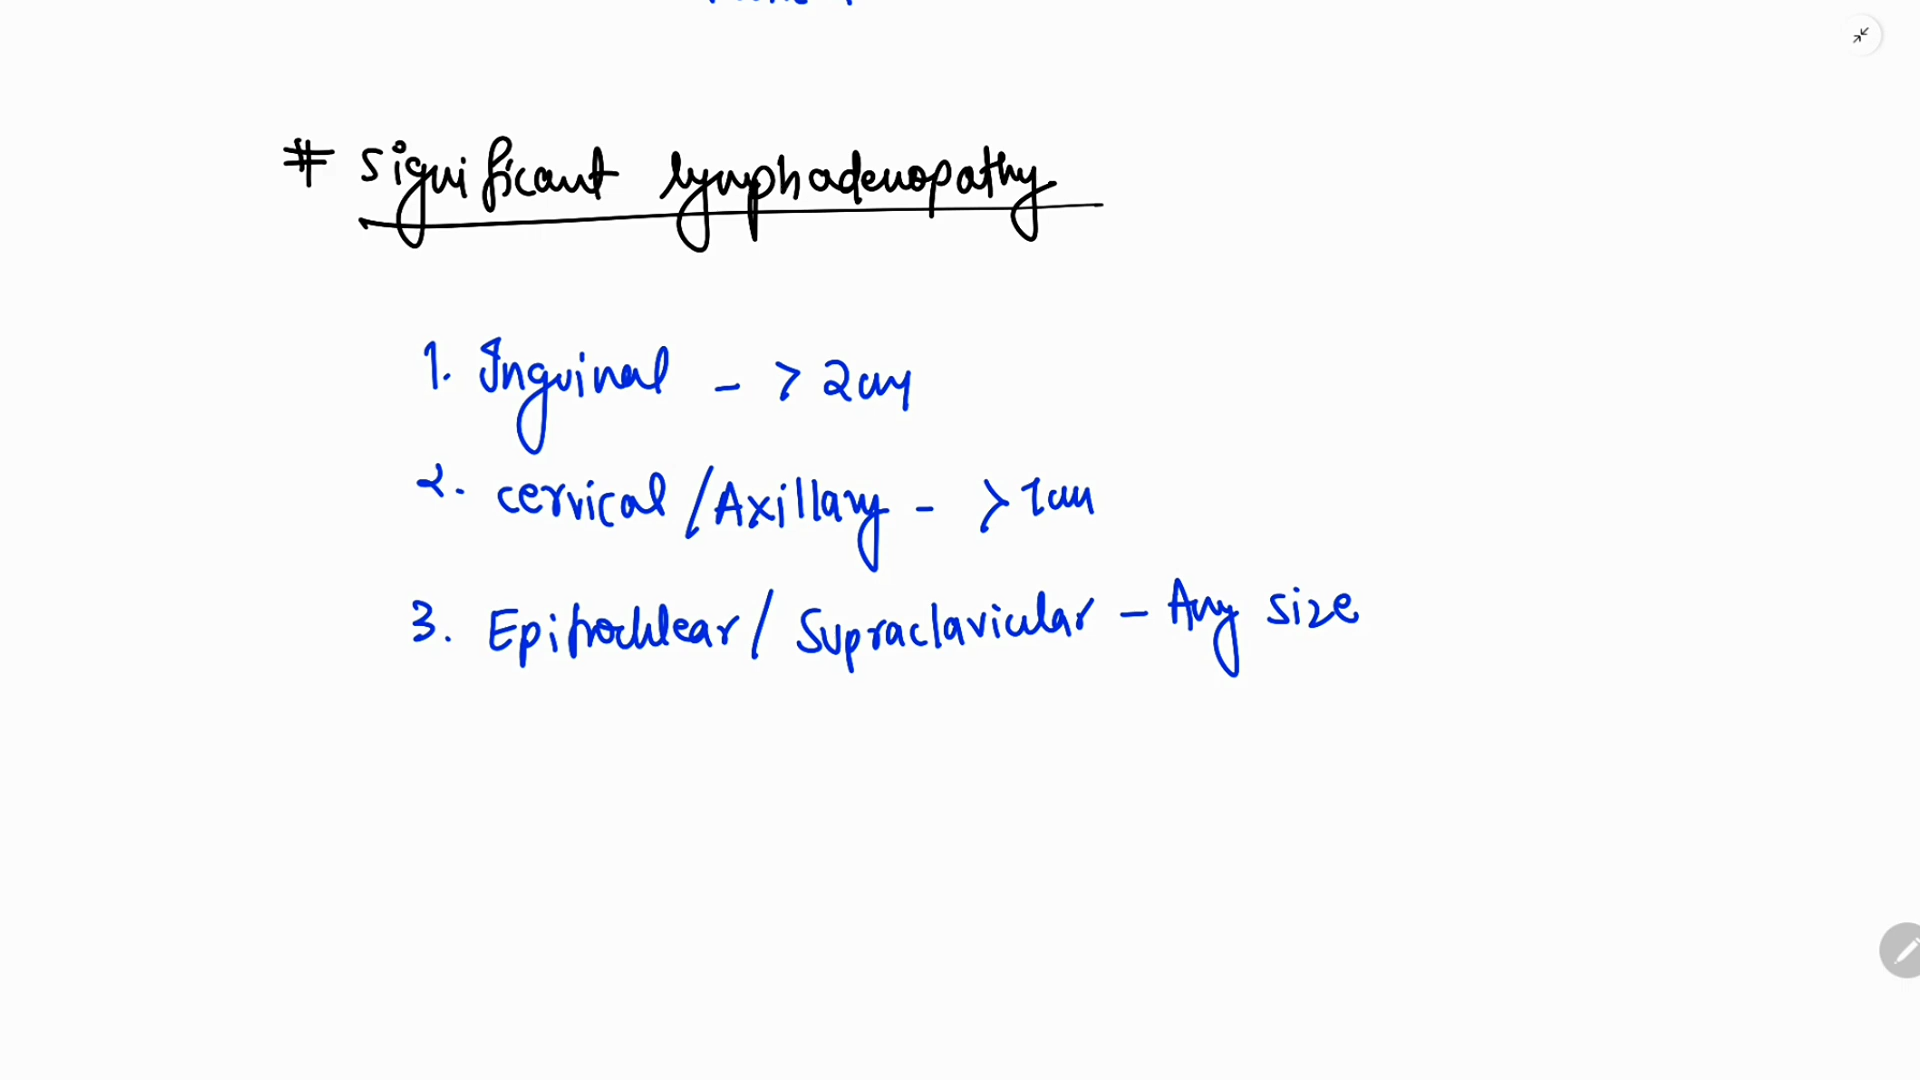 # Significant lymphadenopathy
1. Inguinal - > 2cm
2. cervical / Axillary - > 1cm
3. Epitrochlear / Supraclavicular - Any size